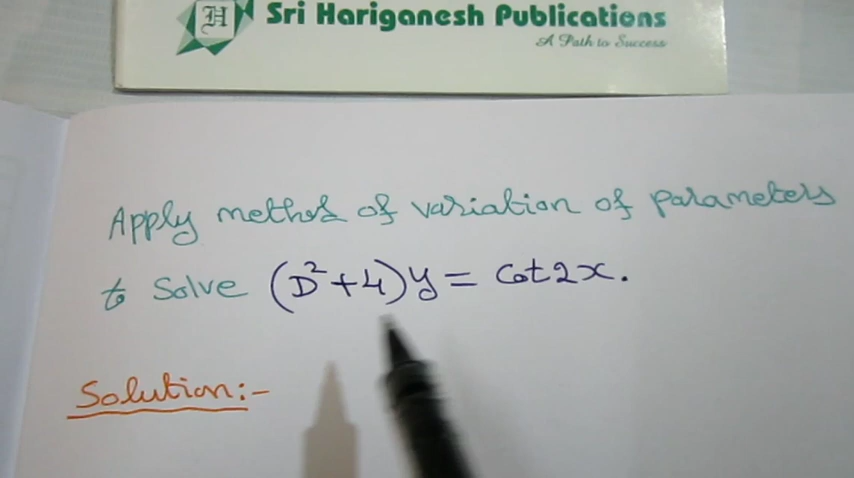 Sri Hariganesh Publications
A Path to Success
Apply method of variation of parameters
to Solve (D²+4)y = Cot2x.
Solution:-